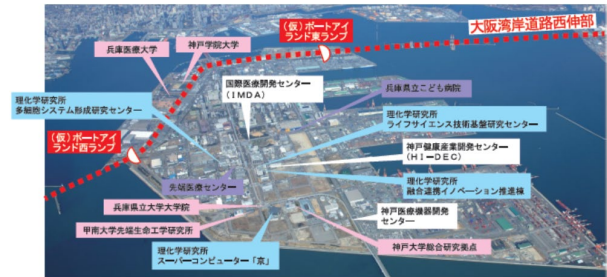 大阪湾岸道路西伸部
(仮)ポートアイ
ランド東ランプ
神戸学院大学
兵庫医療大学
国際医療開発センター
(IMDA)
兵庫県立こども病院
理化学研究所
多細胞システム形成研究センター
理化学研究所
ライフサイエンス技術基盤研究センター
(仮)ポートアイ
ランド西ランプ
神戸健康産業開発センター
(HI−DEC)
先端医療センター
理化学研究所
融合連携イノベーション推進棟
兵庫県立大学大学院
神戸医療機器開発
センター
甲南大学先端生命工学研究所
神戸大学総合研究拠点
理化学研究所
スーパーコンピューター「京」